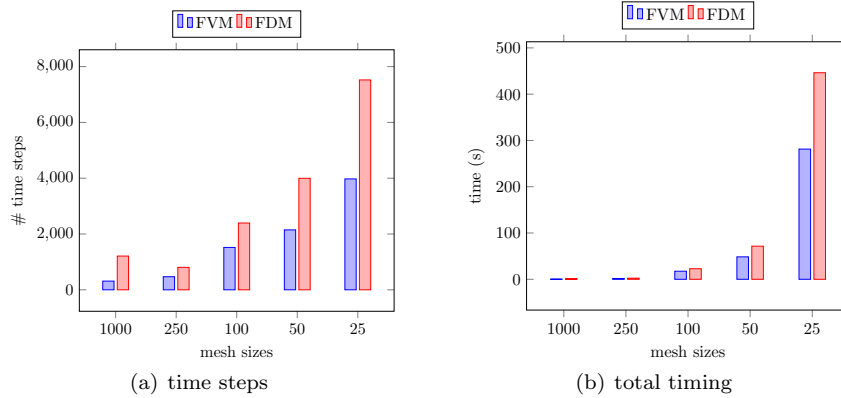 FVM FDM
8,000
6,000
4,000
2,000
0
# time steps
1000 250 100 50 25
mesh sizes
(a) time steps
FVM FDM
500
400
300
200
100
0
time (s)
1000 250 100 50 25
mesh sizes
(b) total timing